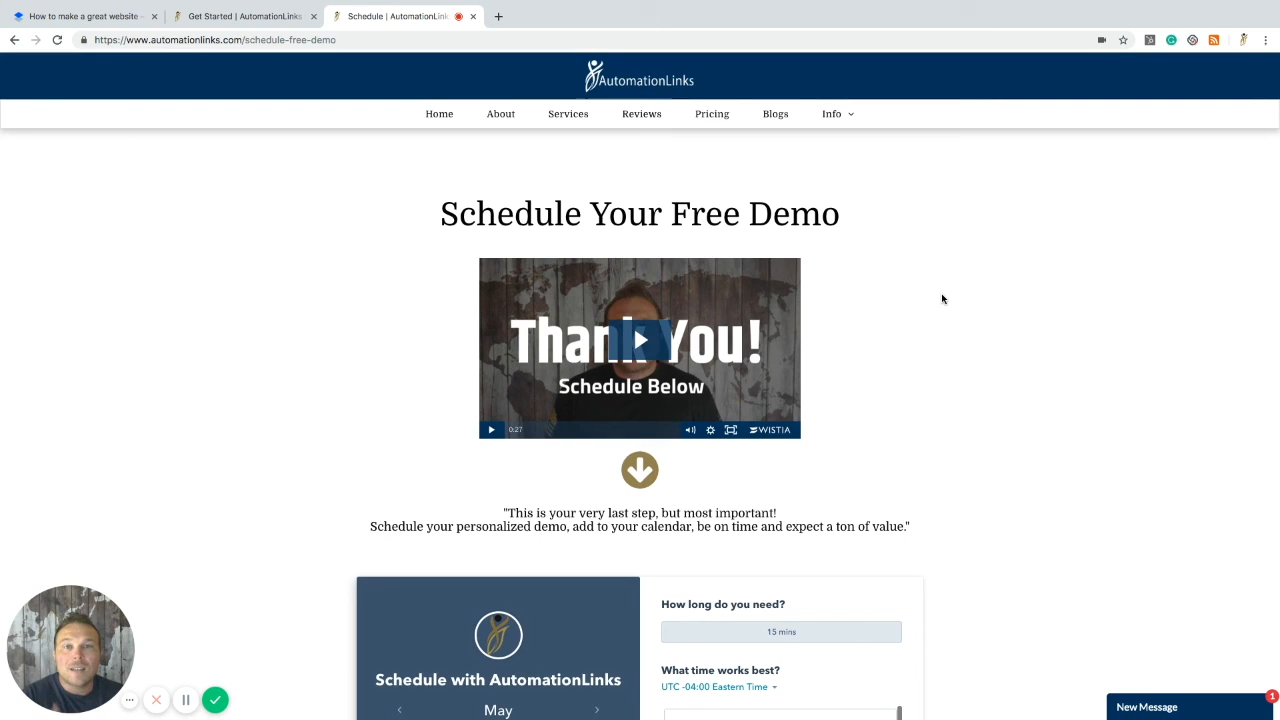 How to make a great website -
Get Started | AutomationLinks
Schedule | AutomationLink
https://www.automationlinks.com/schedule-free-demo
AutomationLinks
Home About Services Reviews Pricing Blogs Info
Schedule Your Free Demo
Thank You!
Schedule Below
0:27
WISTIA
"This is your very last step, but most important!
Schedule your personalized demo, add to your calendar, be on time and expect a ton of value."
How long do you need?
15 mins
What time works best?
UTC -04:00 Eastern Time
Schedule with AutomationLinks
May
New Message
1